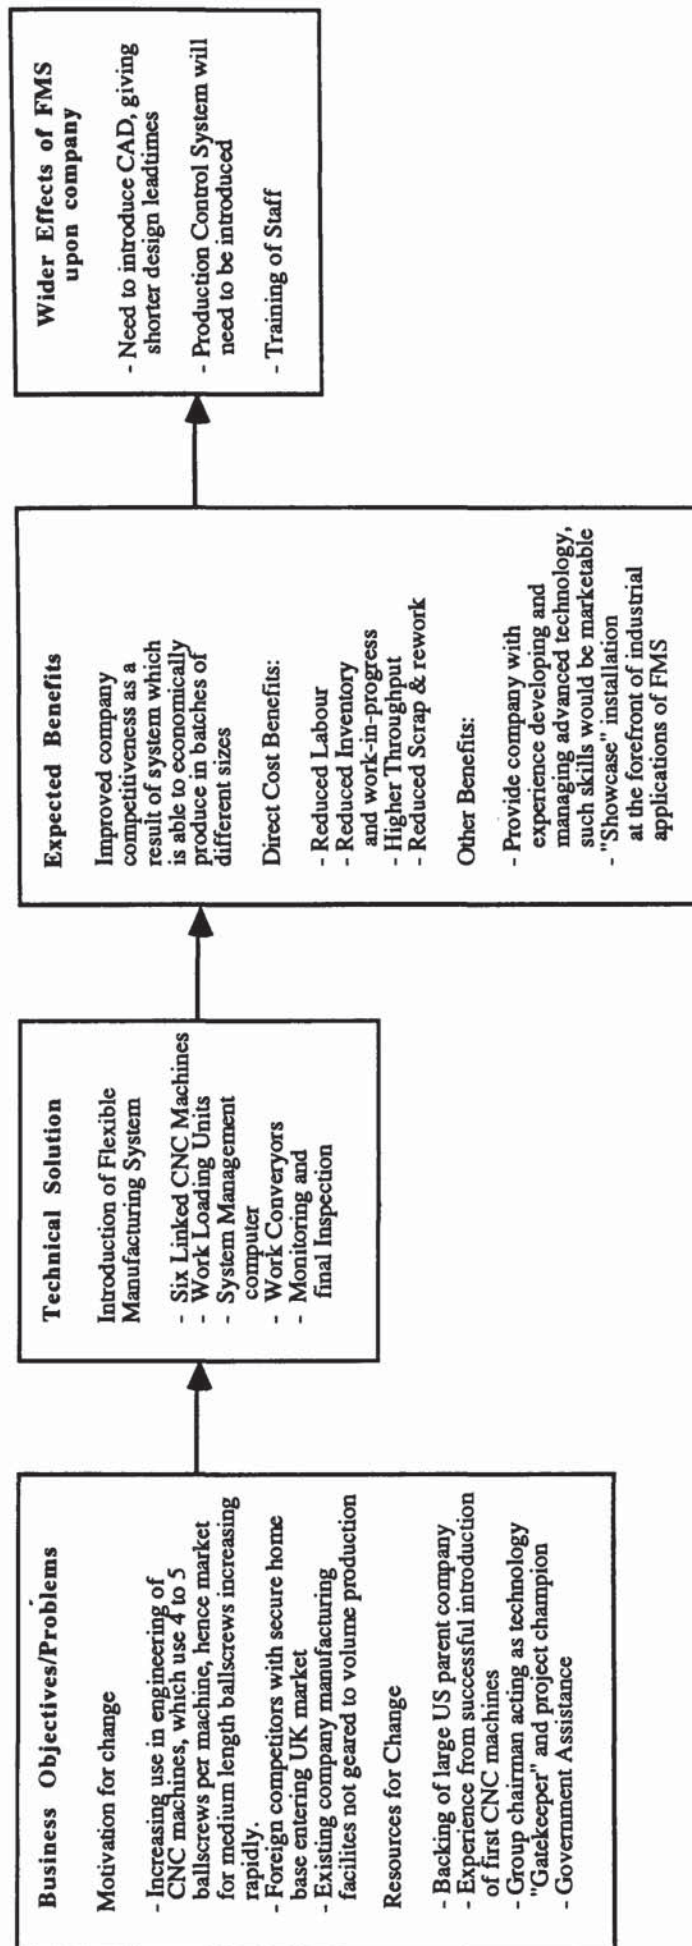 Business Objectives/Problems
Motivation for change
- Increasing use in engineering of
CNC machines, which use 4 to 5
ballscrews per machine, hence market
for medium length ballscrews increasing
rapidly.
- Foreign competitors with secure home
base entering UK market
- Existing company manufacturing
facilites not geared to volume production
Resources for Change
- Backing of large US parent company
- Experience from successful introduction
of first CNC machines
- Group chairman acting as technology
"Gatekeeper" and project champion
- Government Assistance
Technical Solution
Introduction of Flexible
Manufacturing System
- Six Linked CNC Machines
- Work Loading Units
- System Management
computer
- Work Converyors
- Monitoring and
final Inspection
Expected Benefits
Improved company
competitiveness as a
result of system which
is able to economically
produce in batches of
different sizes
Direct Cost Benefits:
- Reduced Labour
- Reduced Inventory
and work-in-progress
- Higher Throughput
- Reduced Scrap & rework
Other Benefits:
- Provide company with
experience developing and
managing advanced technology,
such skills would be marketable
- "Showcase" installation
at the forefront of industrial
applications of FMS
Wider Effects of FMS
upon company
- Need to introduce CAD, giving
shorter design leadtimes
- Production Control System will
need to be introduced
- Training of Staff